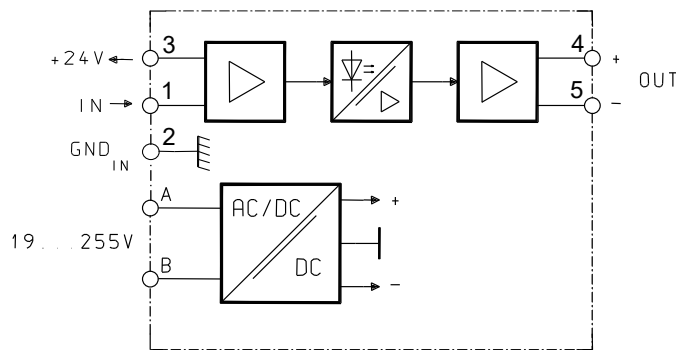 +24V 3 4 +
OUT
IN 1 5 -
GND IN 2
A AC/DC +
19...255V
DC
B -